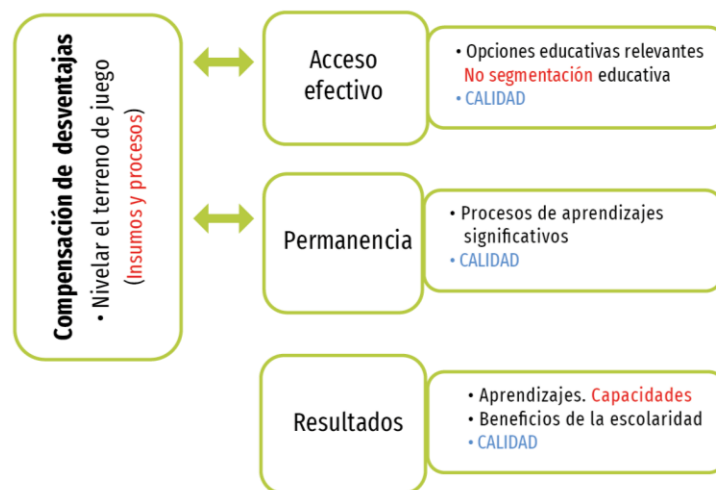 Compensación de desventajas
• Nivelar el terreno de juego
(Insumos y procesos)
Acceso
efectivo
• Opciones educativas relevantes
No segmentación educativa
• CALIDAD
Permanencia
• Procesos de aprendizajes
significativos
• CALIDAD
Resultados
• Aprendizajes. Capacidades
• Beneficios de la escolaridad
• CALIDAD